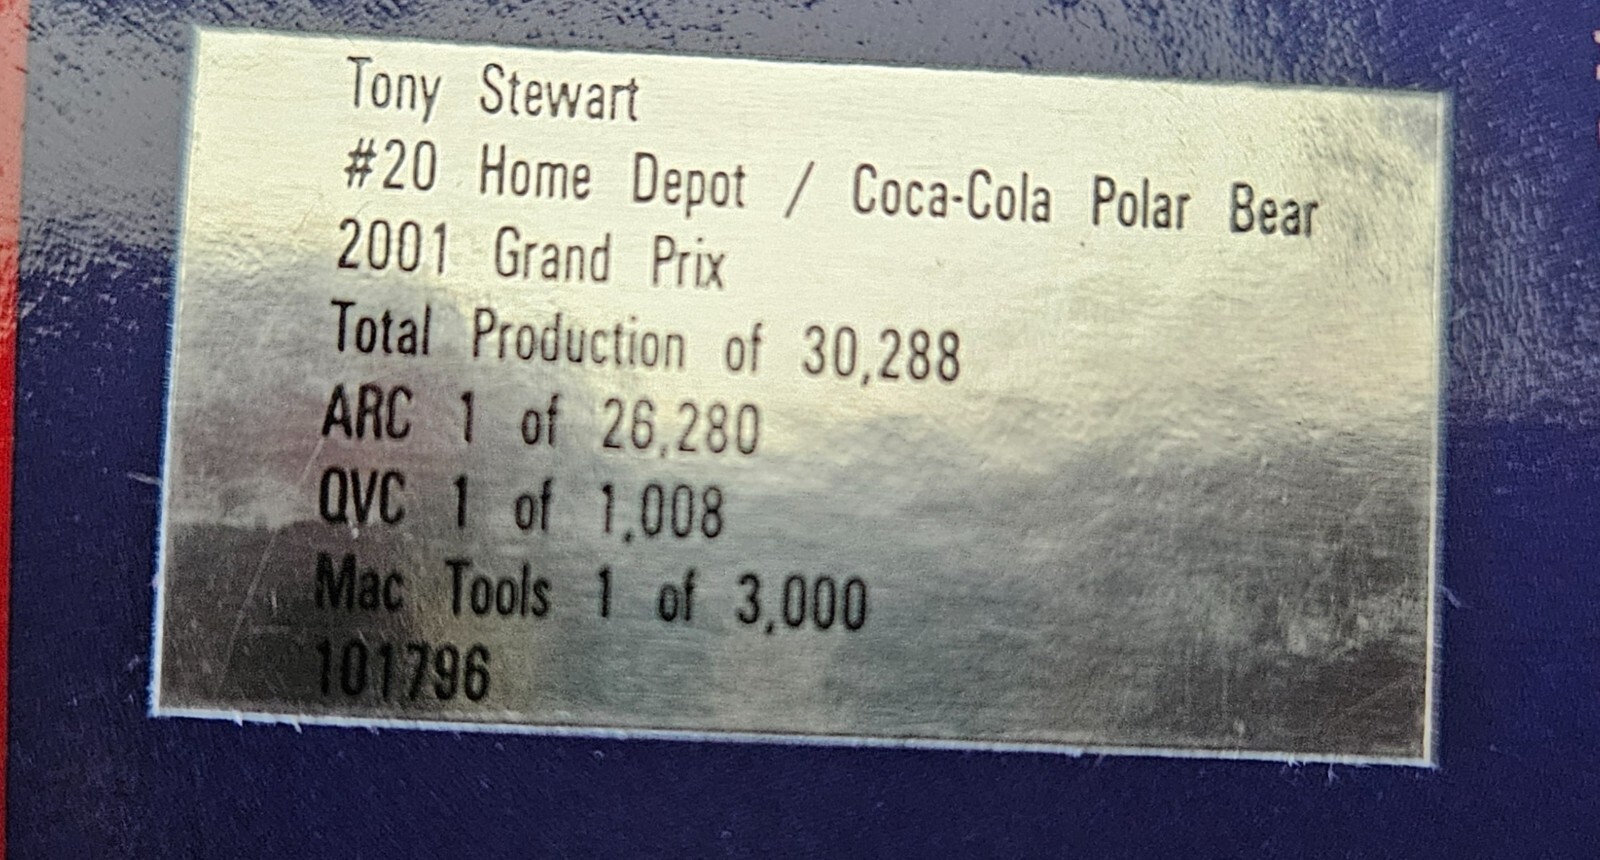 Tony Stewart
#20 Home Depot / Coca-Cola Polar Bear
2001 Grand Prix
Total Production of 30,288
ARC 1 of 26,280
QVC 1 of 1,008
Mac Tools 1 of 3,000
101796